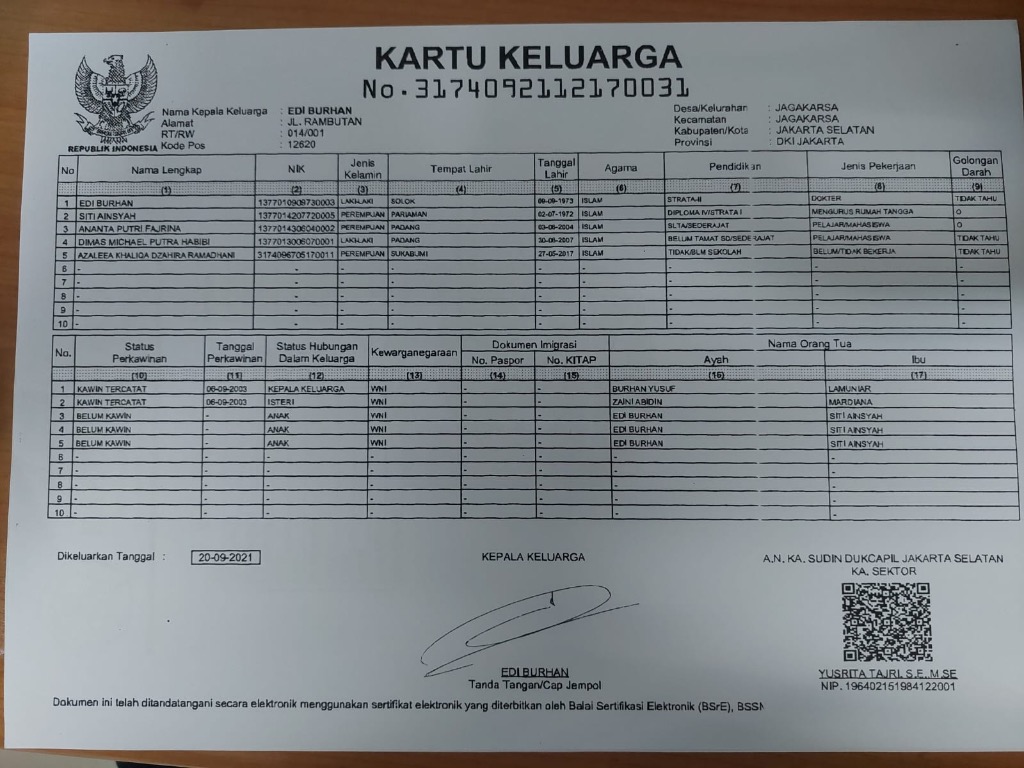 KARTU KELUARGA
No. 3174092112170031
REPUBLIK INDONESIA
Nama Kepala Keluarga : EDI BURHAN
Alamat : JL. RAMBUTAN
RT/RW : 014/001
Kode Pos : 12620
Desa/Kelurahan : JAGAKARSA
Kecamatan : JAGAKARSA
Kabupaten/Kota : JAKARTA SELATAN
Provinsi : DKI JAKARTA
No Nama Lengkap NIK Jenis Kelamin Tempat Lahir Tanggal Lahir Agama Pendidikan Jenis Pekerjaan Golongan Darah
(1) (2) (3) (4) (5) (6) (7) (8) (9)
1 EDI BURHAN 1377010909730003 LAKI-LAKI SOLOK 09-09-1973 ISLAM STRATA-II DOKTER TIDAK TAHU
2 SITI AINSYAH 1377014207720005 PEREMPUAN PARIAMAN 02-07-1972 ISLAM DIPLOMA IV/STRATA I MENGURUS RUMAH TANGGA O
3 ANANTA PUTRI FAJRINA 1377014306040002 PEREMPUAN PADANG 03-06-2004 ISLAM SLTA/SEDERAJAT PELAJAR/MAHASISWA O
4 DIMAS MICHAEL PUTRA HABIBI 1377013006070001 LAKI-LAKI PADANG 30-06-2007 ISLAM BELUM TAMAT SD/SEDERAJAT PELAJAR/MAHASISWA TIDAK TAHU
5 AZALEEA KHALIQA DZAHIRA RAMADHANI 3174096705170011 PEREMPUAN SUKABUMI 27-05-2017 ISLAM TIDAK/BLM SEKOLAH BELUM/TIDAK BEKERJA TIDAK TAHU
6 - - - - - - - - -
7 - - - - - - - - -
8 - - - - - - - - -
9 - - - - - - - - -
10 - - - - - - - - -
No. Status Perkawinan Tanggal Perkawinan Status Hubungan Dalam Keluarga Kewarganegaraan Dokumen Imigrasi Nama Orang Tua
No. Paspor No. KITAP Ayah Ibu
(10) (11) (12) (13) (14) (15) (16) (17)
1 KAWIN TERCATAT 06-09-2003 KEPALA KELUARGA WNI - - BURHAN YUSUF LAMUNIAR
2 KAWIN TERCATAT 06-09-2003 ISTERI WNI - - ZAINI ABIDIN MARDIANA
3 BELUM KAWIN - ANAK WNI - - EDI BURHAN SITI AINSYAH
4 BELUM KAWIN - ANAK WNI - - EDI BURHAN SITI AINSYAH
5 BELUM KAWIN - ANAK WNI - - EDI BURHAN SITI AINSYAH
6 - - - - - - - -
7 - - - - - - - -
8 - - - - - - - -
9 - - - - - - - -
10 - - - - - - - -
Dikeluarkan Tanggal : 20-09-2021
KEPALA KELUARGA
EDI BURHAN
Tanda Tangan/Cap Jempol
A.N. KA. SUDIN DUKCAPIL JAKARTA SELATAN
KA. SEKTOR
YUSRITA TAJRI, S.E.,M.SE
NIP. 196402151984122001
Dokumen ini telah ditandatangani secara elektronik menggunakan sertifikat elektronik yang diterbitkan oleh Balai Sertifikasi Elektronik (BSrE), BSSN